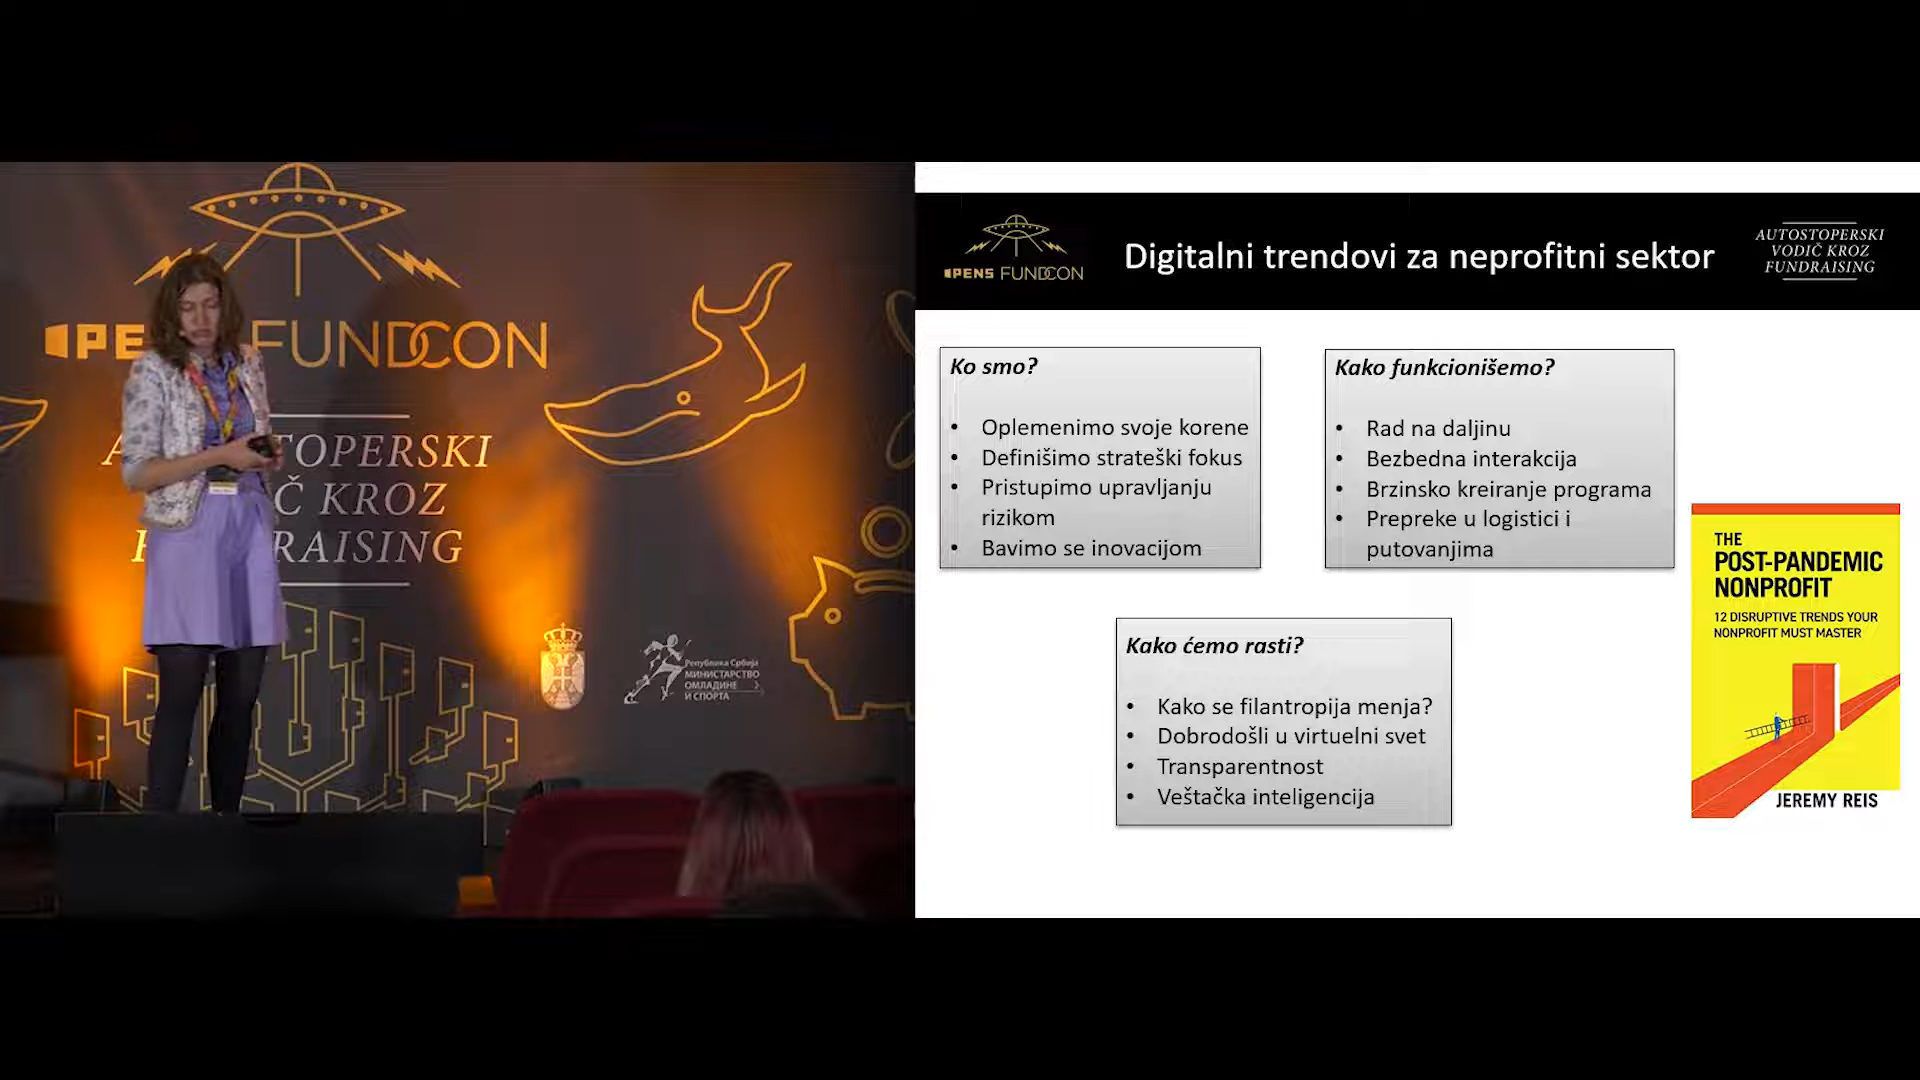 OPENS FUNDCON
Digitalni trendovi za neprofitni sektor
AUTOSTOPERSKI
VODIČ KROZ
FUNDRAISING
Ko smo?
• Oplemenimo svoje korene
• Definišimo strateški fokus
• Pristupimo upravljanju
rizikom
• Bavimo se inovacijom
Kako funkcionišemo?
• Rad na daljinu
• Bezbedna interakcija
• Brzinsko kreiranje programa
• Prepreke u logistici i
putovanjima
Kako ćemo rasti?
• Kako se filantropija menja?
• Dobrodošli u virtuelni svet
• Transparentnost
• Veštačka inteligencija
THE
POST-PANDEMIC
NONPROFIT
12 DISRUPTIVE TRENDS YOUR
NONPROFIT MUST MASTER
JEREMY REIS
FUNDCON
TOPERSKI
Č KROZ
RAISING
Република Србија
МИНИСТАРСТВО
ОМЛАДИНЕ
И СПОРТА